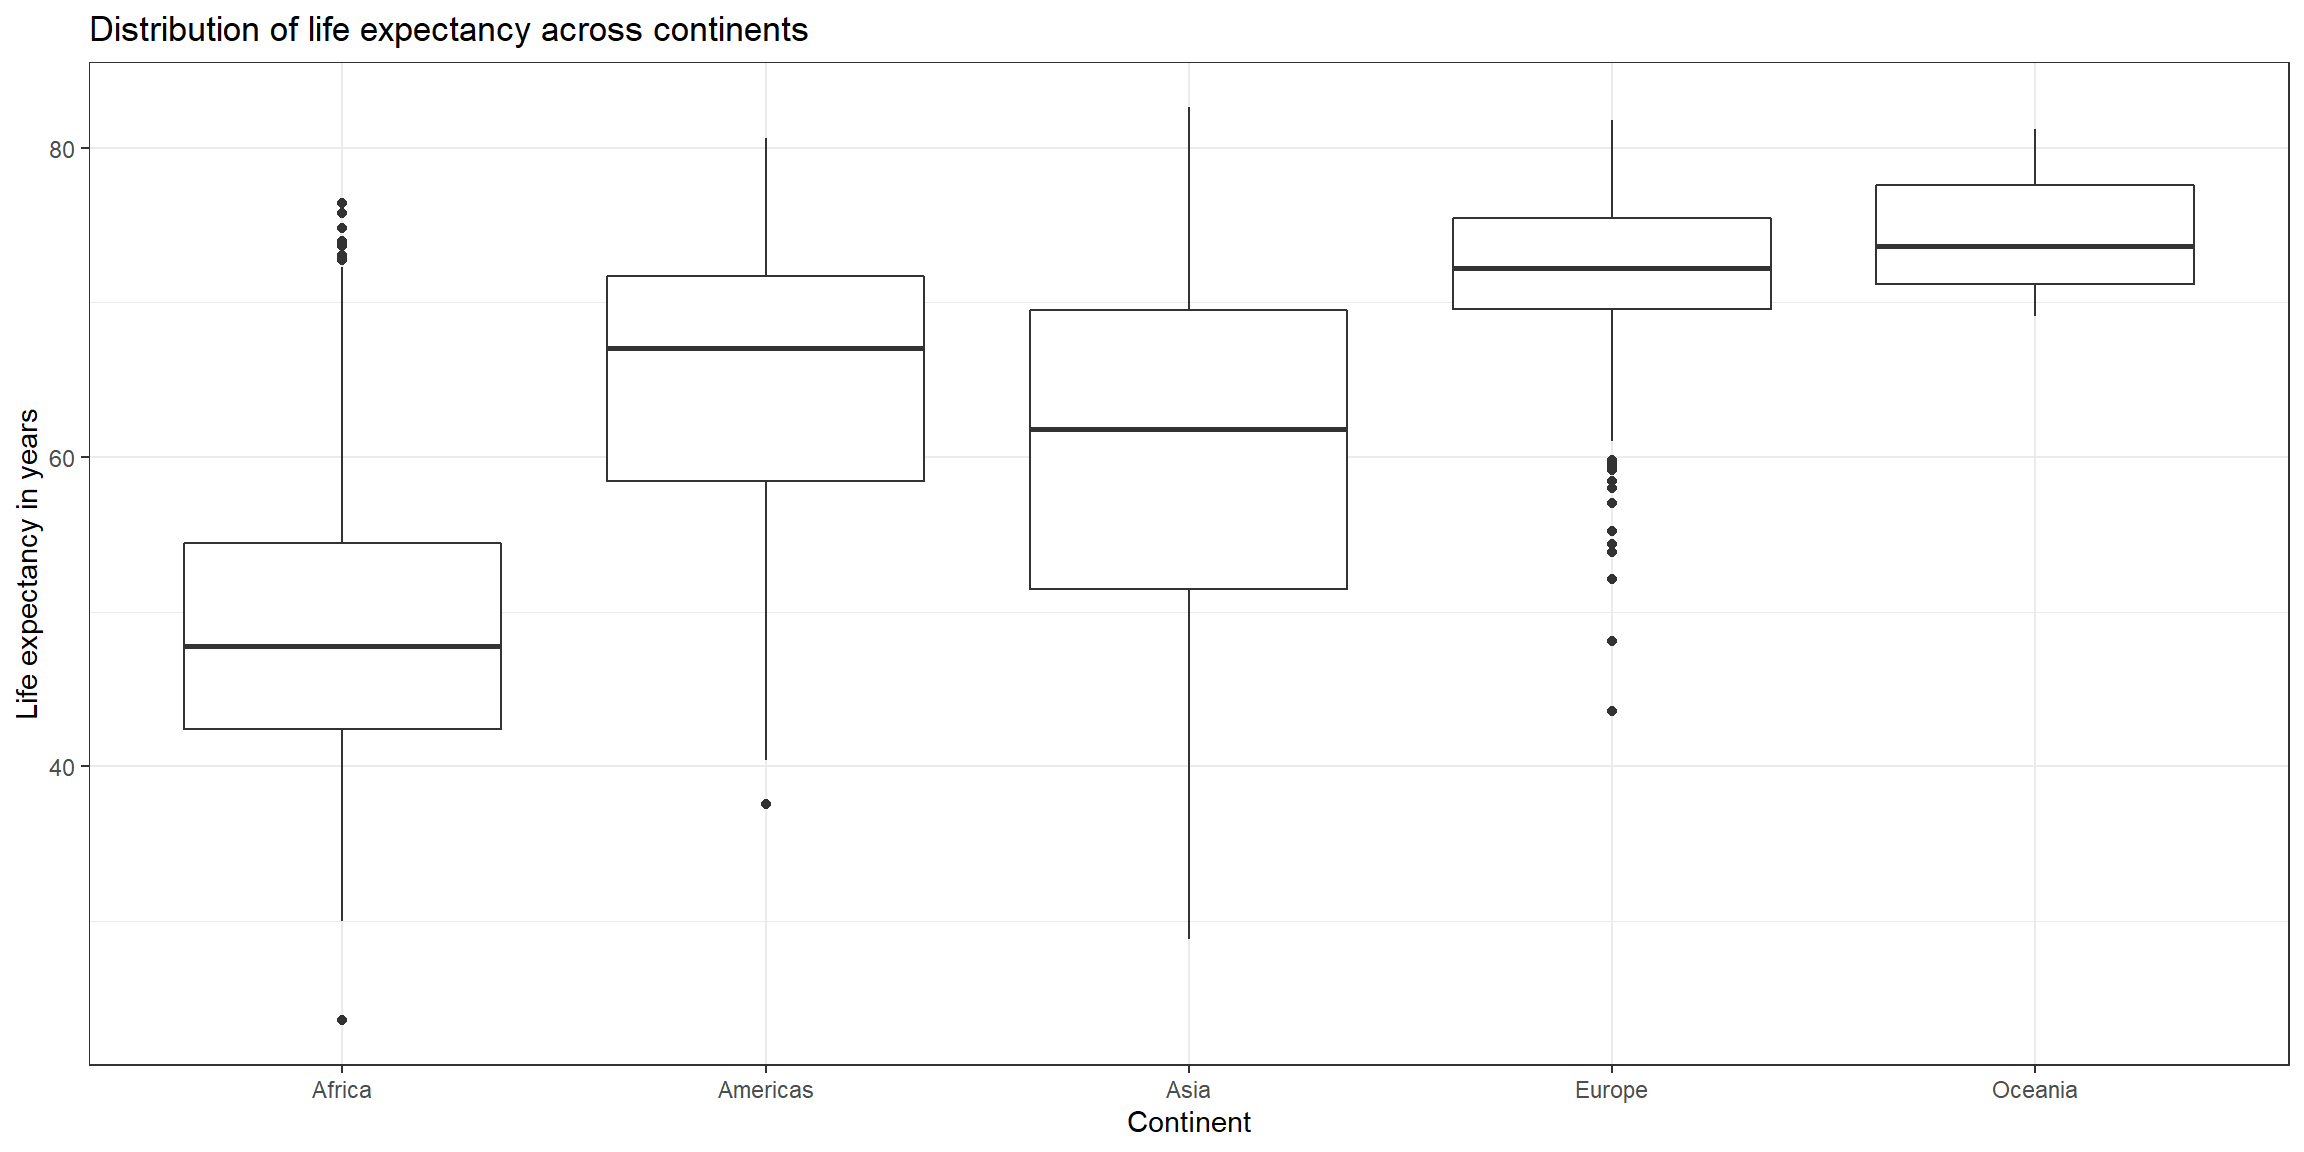 Distribution of life expectancy across continents
Life expectancy in years
80
60
40
Africa
Americas
Asia
Europe
Oceania
Continent